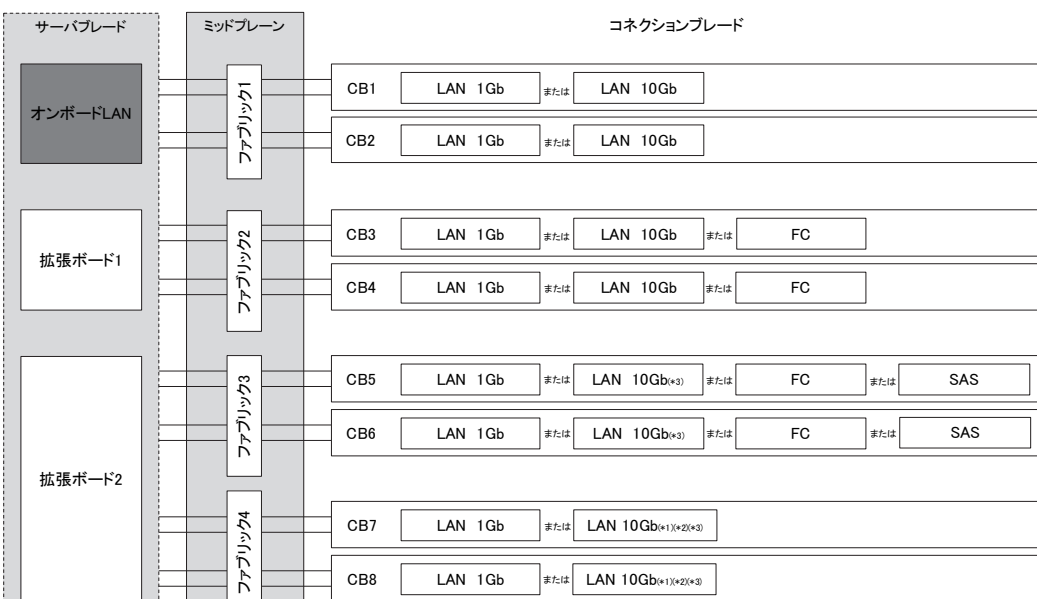 サーバブレード ミッドプレーン コネクションブレード
オンボードLAN
ファブリック1
CB1 LAN 1Gb または LAN 10Gb
CB2 LAN 1Gb または LAN 10Gb
拡張ボード1
ファブリック2
CB3 LAN 1Gb または LAN 10Gb または FC
CB4 LAN 1Gb または LAN 10Gb または FC
拡張ボード2
ファブリック3
CB5 LAN 1Gb または LAN 10Gb(*3) または FC または SAS
CB6 LAN 1Gb または LAN 10Gb(*3) または FC または SAS
ファブリック4
CB7 LAN 1Gb または LAN 10Gb(*1)(*2)(*3)
CB8 LAN 1Gb または LAN 10Gb(*1)(*2)(*3)